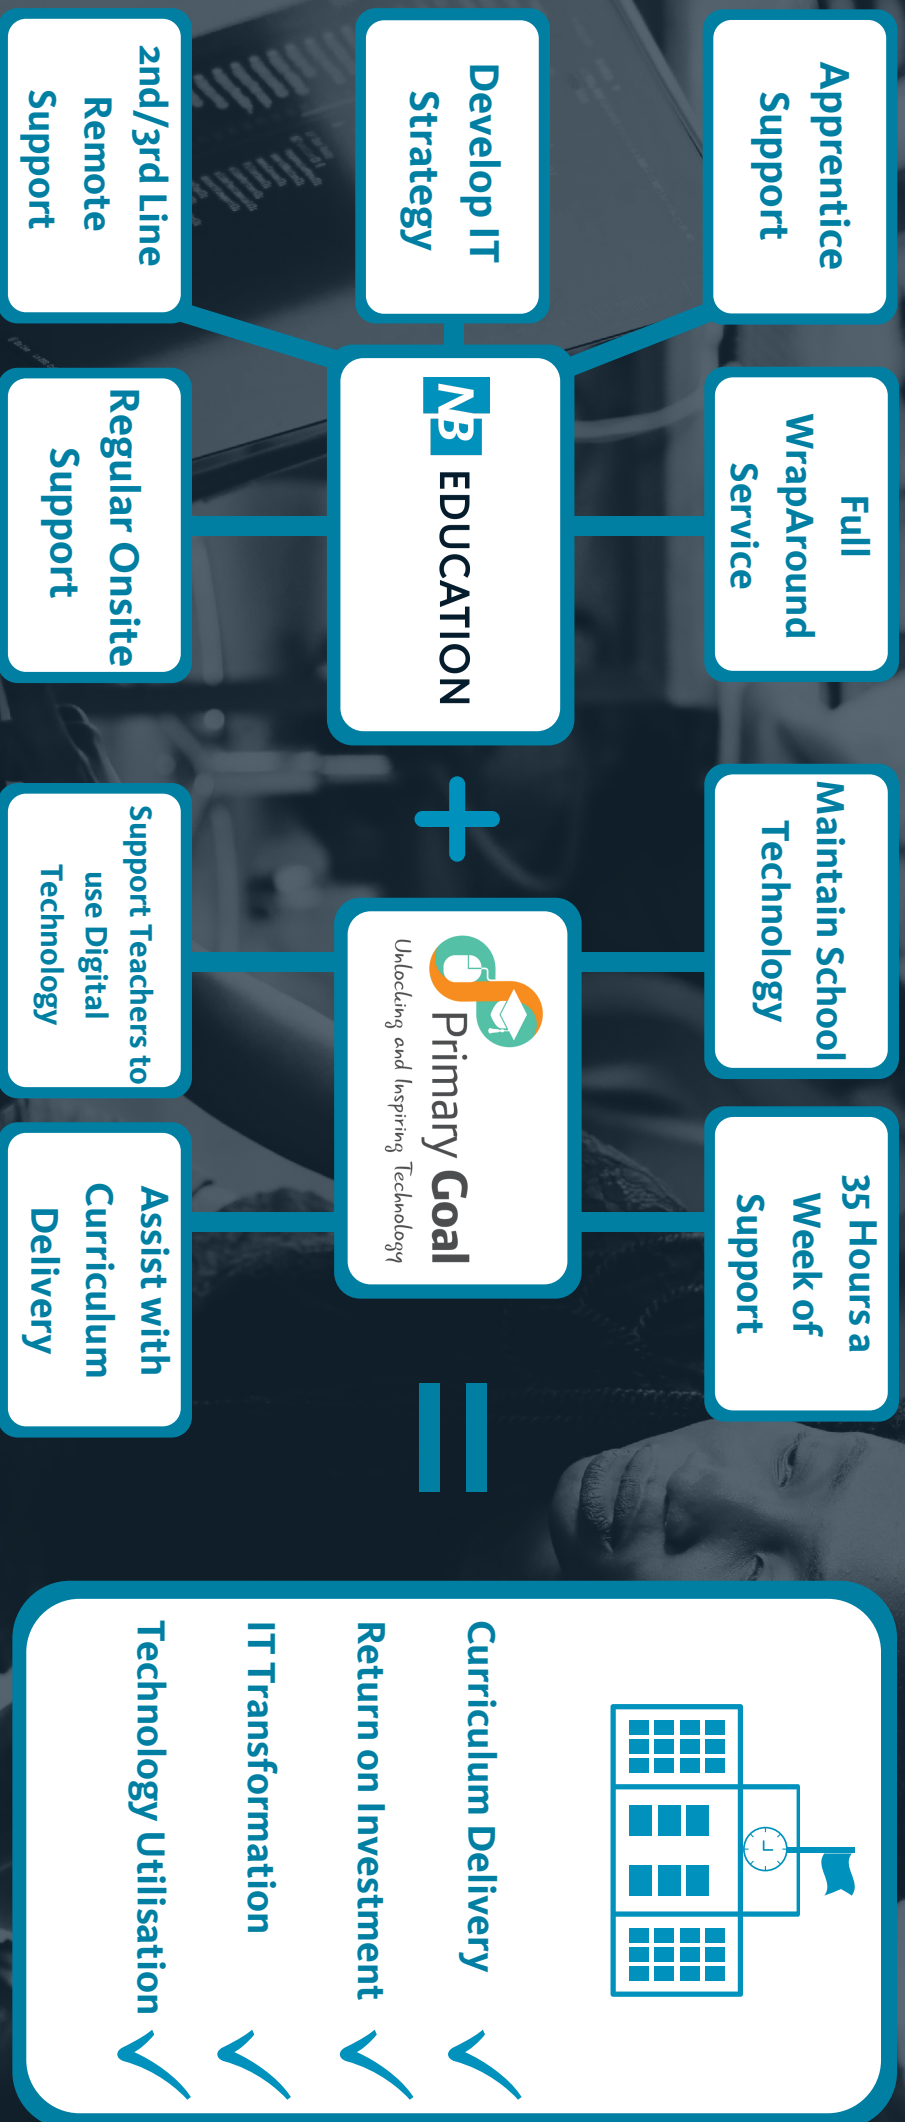 Apprentice
Support
Full
WrapAround
Service
Maintain School
Technology
35 Hours a
Week of
Support
Develop IT
Strategy
NB EDUCATION
+
Primary Goal
Unlocking and Inspiring Technology
=
2nd/3rd Line
Remote
Support
Regular Onsite
Support
Support Teachers to
use Digital
Technology
Assist with
Curriculum
Delivery
Curriculum Delivery
Return on Investment
IT Transformation
Technology Utilisation